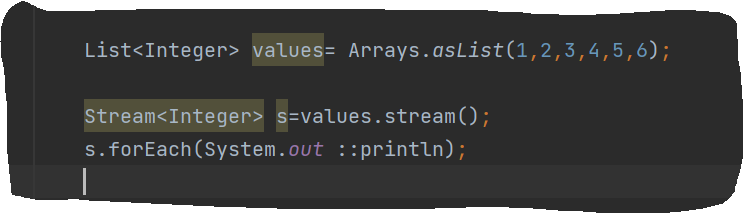 List<Integer> values= Arrays.asList(1,2,3,4,5,6);
Stream<Integer> s=values.stream();
s.forEach(System.out ::println);